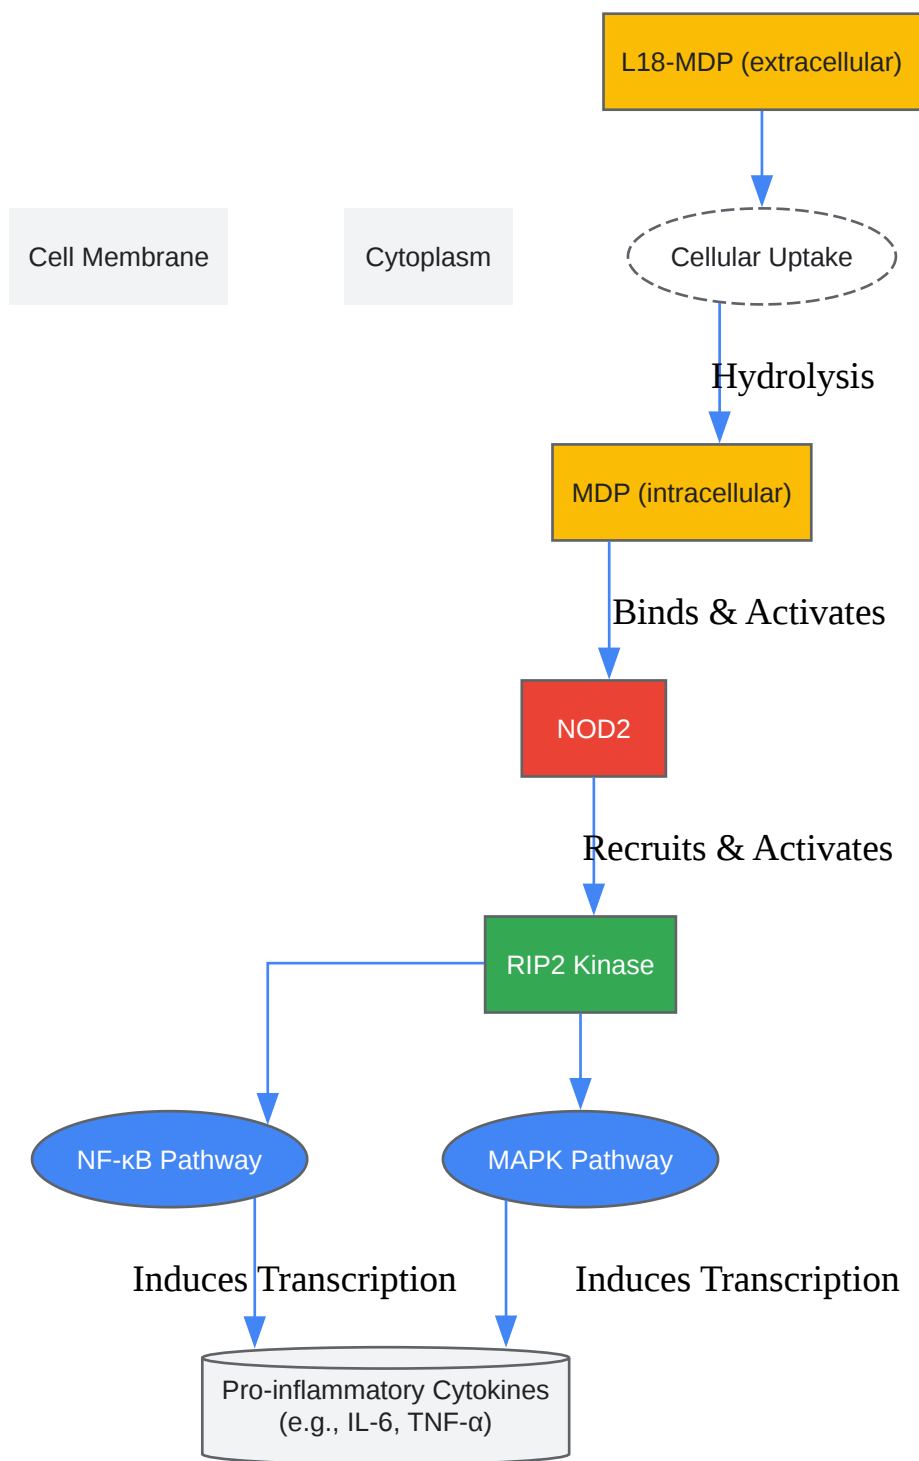 L18-MDP (extracellular)
Cell Membrane
Cytoplasm
Cellular Uptake
Hydrolysis
MDP (intracellular)
Binds & Activates
NOD2
Recruits & Activates
RIP2 Kinase
NF-κB Pathway
MAPK Pathway
Induces Transcription
Induces Transcription
Pro-inflammatory Cytokines
(e.g., IL-6, TNF-α)